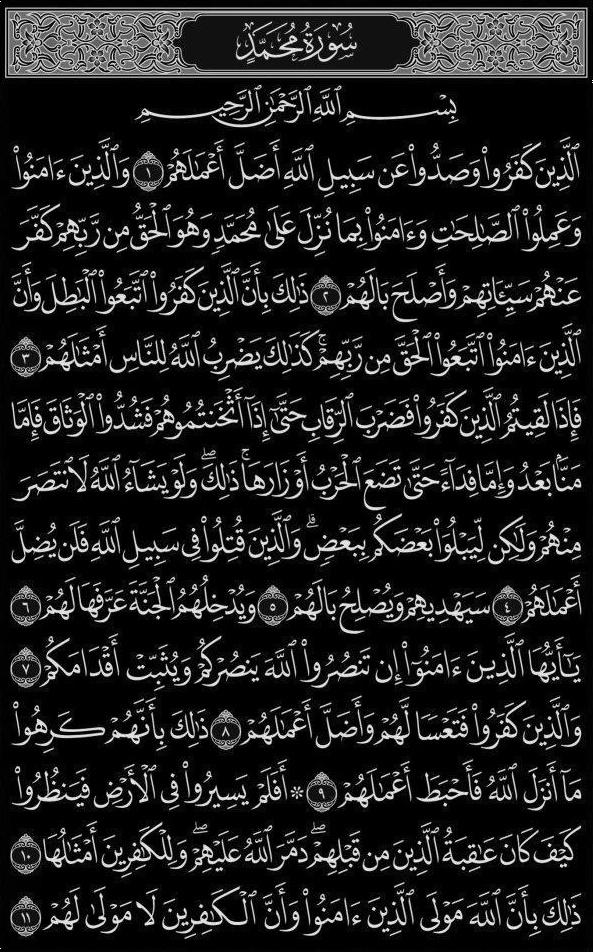 سُورَةُ مُحَمَّدٍ
بِسْمِ ٱللَّهِ ٱلرَّحْمَٰنِ ٱلرَّحِيمِ
ٱلَّذِينَ كَفَرُوا۟ وَصَدُّوا۟ عَن سَبِيلِ ٱللَّهِ أَضَلَّ أَعْمَٰلَهُمْ ١ وَٱلَّذِينَ ءَامَنُوا۟
وَعَمِلُوا۟ ٱلصَّٰلِحَٰتِ وَءَامَنُوا۟ بِمَا نُزِّلَ عَلَىٰ مُحَمَّدٍ وَهُوَ ٱلْحَقُّ مِن رَّبِّهِمْ كَفَّرَ
عَنْهُمْ سَيِّـَٔاتِهِمْ وَأَصْلَحَ بَالَهُمْ ٢ ذَٰلِكَ بِأَنَّ ٱلَّذِينَ كَفَرُوا۟ ٱتَّبَعُوا۟ ٱلْبَٰطِلَ وَأَنَّ
ٱلَّذِينَ ءَامَنُوا۟ ٱتَّبَعُوا۟ ٱلْحَقَّ مِن رَّبِّهِمْ ۚ كَذَٰلِكَ يَضْرِبُ ٱللَّهُ لِلنَّاسِ أَمْثَٰلَهُمْ ٣
فَإِذَا لَقِيتُمُ ٱلَّذِينَ كَفَرُوا۟ فَضَرْبَ ٱلرِّقَابِ حَتَّىٰٓ إِذَآ أَثْخَنتُمُوهُمْ فَشُدُّوا۟ ٱلْوَثَاقَ فَإِمَّا
مَنًّۢا بَعْدُ وَإِمَّا فِدَآءً حَتَّىٰ تَضَعَ ٱلْحَرْبُ أَوْزَارَهَا ۚ ذَٰلِكَ ۖ وَلَوْ يَشَآءُ ٱللَّهُ لَٱنتَصَرَ
مِنْهُمْ وَلَٰكِن لِّيَبْلُوَا۟ بَعْضَكُم بِبَعْضٍ ۗ وَٱلَّذِينَ قُتِلُوا۟ فِى سَبِيلِ ٱللَّهِ فَلَن يُضِلَّ
أَعْمَٰلَهُمْ ٤ سَيَهْدِيهِمْ وَيُصْلِحُ بَالَهُمْ ٥ وَيُدْخِلُهُمُ ٱلْجَنَّةَ عَرَّفَهَا لَهُمْ ٦
يَٰٓأَيُّهَا ٱلَّذِينَ ءَامَنُوٓا۟ إِن تَنصُرُوا۟ ٱللَّهَ يَنصُرْكُمْ وَيُثَبِّتْ أَقْدَامَكُمْ ٧
وَٱلَّذِينَ كَفَرُوا۟ فَتَعْسًا لَّهُمْ وَأَضَلَّ أَعْمَٰلَهُمْ ٨ ذَٰلِكَ بِأَنَّهُمْ كَرِهُوا۟
مَآ أَنزَلَ ٱللَّهُ فَأَحْبَطَ أَعْمَٰلَهُمْ ٩ ۞ أَفَلَمْ يَسِيرُوا۟ فِى ٱلْأَرْضِ فَيَنظُرُوا۟
كَيْفَ كَانَ عَٰقِبَةُ ٱلَّذِينَ مِن قَبْلِهِمْ ۖ دَمَّرَ ٱللَّهُ عَلَيْهِمْ ۖ وَلِلْكَٰفِرِينَ أَمْثَٰلُهَا ١٠
ذَٰلِكَ بِأَنَّ ٱللَّهَ مَوْلَى ٱلَّذِينَ ءَامَنُوا۟ وَأَنَّ ٱلْكَٰفِرِينَ لَا مَوْلَىٰ لَهُمْ ١١